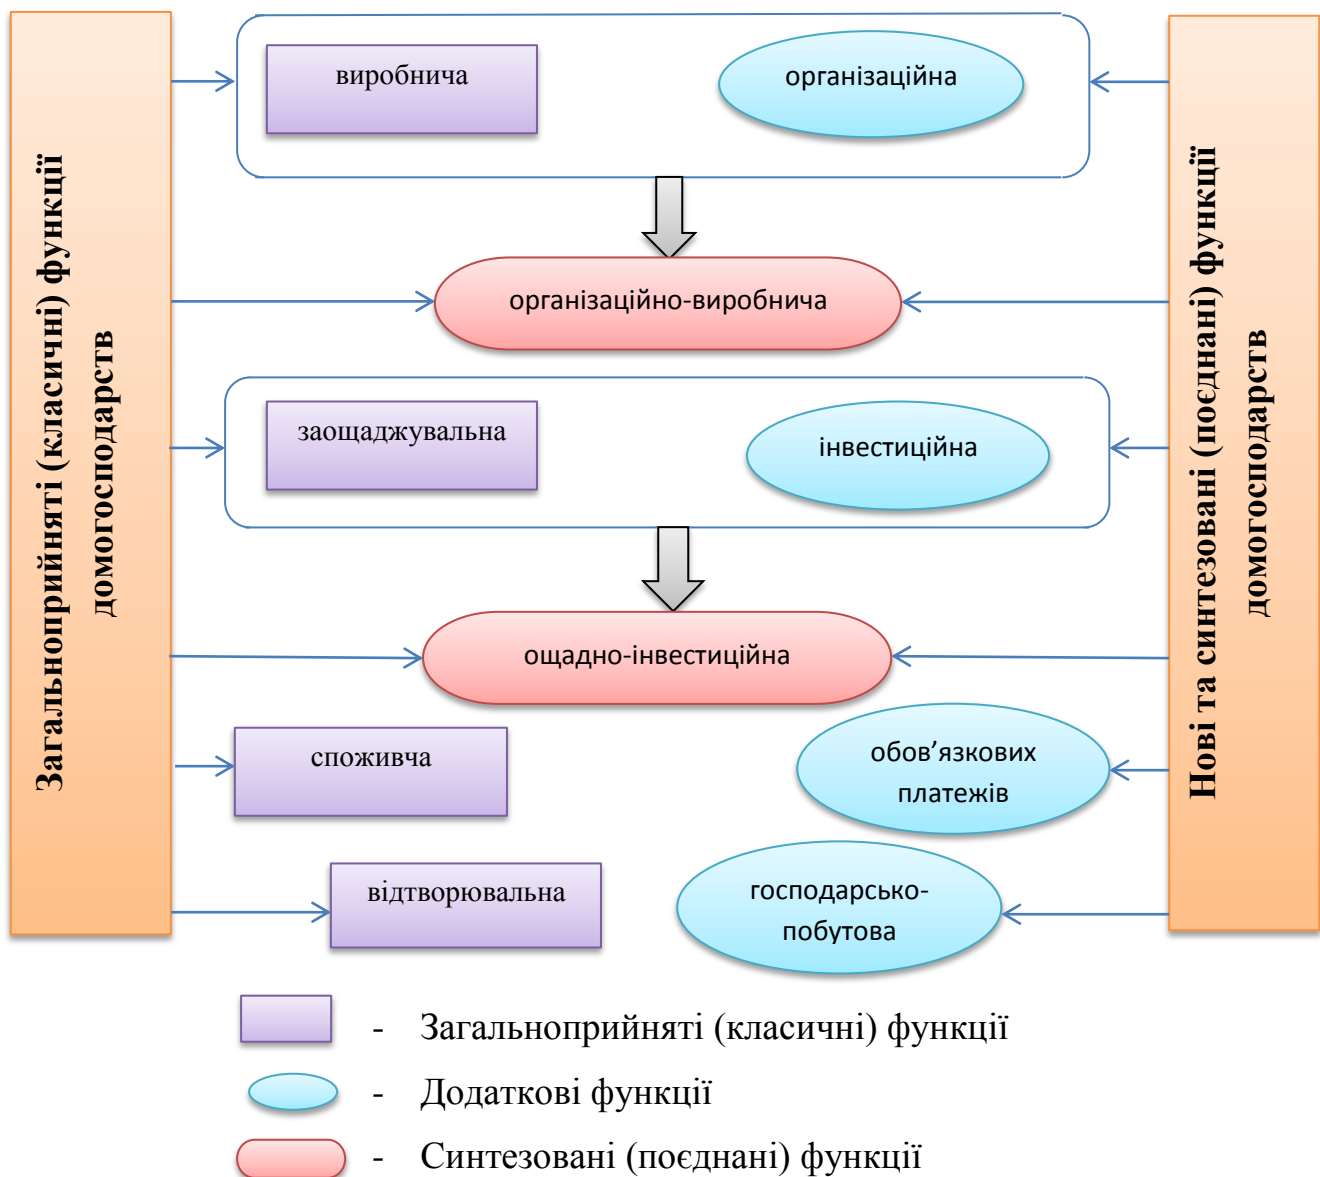 Загальноприйняті (класичні) функції
домогосподарств
виробнича
організаційна
організаційно-виробнича
заощаджувальна
інвестиційна
ощадно-інвестиційна
споживча
обов’язкових
платежів
відтворювальна
господарсько-
побутова
Нові та синтезовані (поєднані) функції
домогосподарств
- Загальноприйняті (класичні) функції
- Додаткові функції
- Синтезовані (поєднані) функції